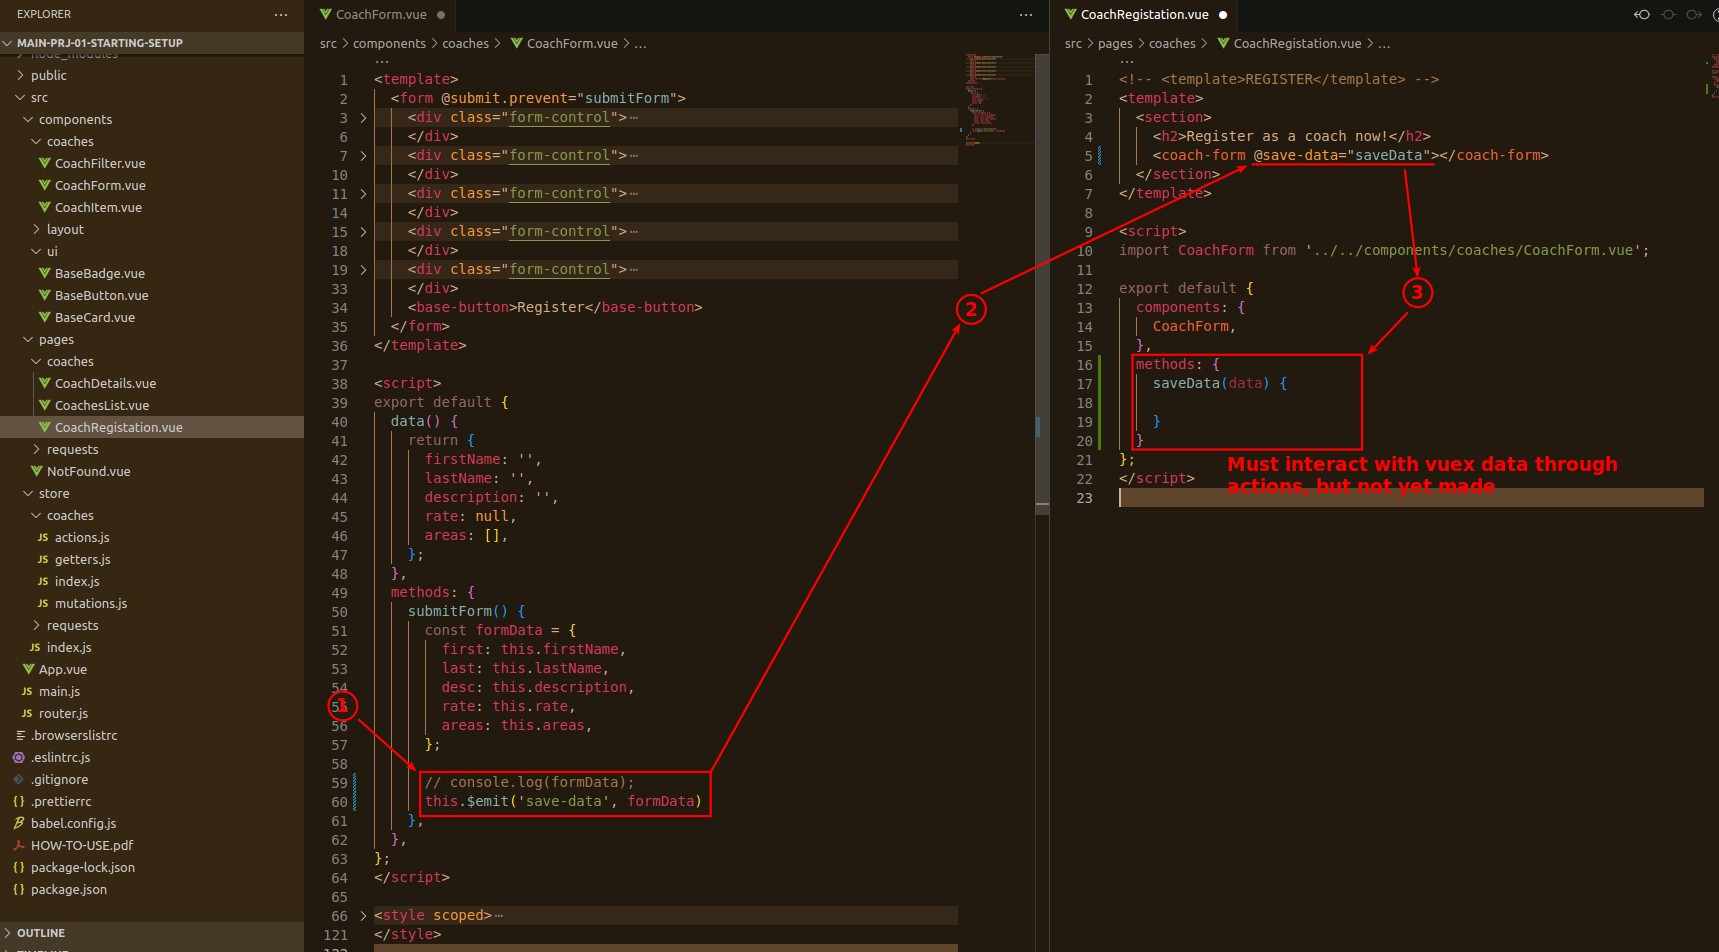 EXPLORER
MAIN-PRJ-01-STARTING-SETUP
node_modules
public
src
components
coaches
CoachFilter.vue
CoachForm.vue
CoachItem.vue
layout
ui
BaseBadge.vue
BaseButton.vue
BaseCard.vue
pages
coaches
CoachDetails.vue
CoachesList.vue
CoachRegistation.vue
requests
NotFound.vue
store
coaches
JS actions.js
JS getters.js
JS index.js
JS mutations.js
requests
JS index.js
App.vue
JS main.js
JS router.js
.browserslistrc
.eslintrc.js
.gitignore
{} .prettierrc
babel.config.js
HOW-TO-USE.pdf
{} package-lock.json
{} package.json
OUTLINE
TIMELINE
CoachForm.vue ● ...
src > components > coaches > CoachForm.vue > ...
...
1 <template>
2 <form @submit.prevent="submitForm">
3 <div class="form-control">...
6 </div>
7 <div class="form-control">...
10 </div>
11 <div class="form-control">...
14 </div>
15 <div class="form-control">...
18 </div>
19 <div class="form-control">...
33 </div>
34 <base-button>Register</base-button>
35 </form>
36 </template>
37
38 <script>
39 export default {
40 data() {
41 return {
42 firstName: '',
43 lastName: '',
44 description: '',
45 rate: null,
46 areas: [],
47 };
48 },
49 methods: {
50 submitForm() {
51 const formData = {
52 first: this.firstName,
53 last: this.lastName,
54 desc: this.description,
55 rate: this.rate,
56 areas: this.areas,
57 };
58
59 // console.log(formData);
60 this.$emit('save-data', formData)
61 },
62 },
63 };
64 </script>
65
66 <style scoped>...
121 </style>
122
1
2
CoachRegistation.vue ●
src > pages > coaches > CoachRegistation.vue > ...
...
1 <!-- <template>REGISTER</template> -->
2 <template>
3 <section>
4 <h2>Register as a coach now!</h2>
5 <coach-form @save-data="saveData"></coach-form>
6 </section>
7 </template>
8
9 <script>
10 import CoachForm from '../../components/coaches/CoachForm.vue';
11
12 export default {
13 components: {
14 CoachForm,
15 },
16 methods: {
17 saveData(data) {
18
19 }
20 }
21 };
22 </script>
23
3
Must interact with vuex data through
actions, but not yet made